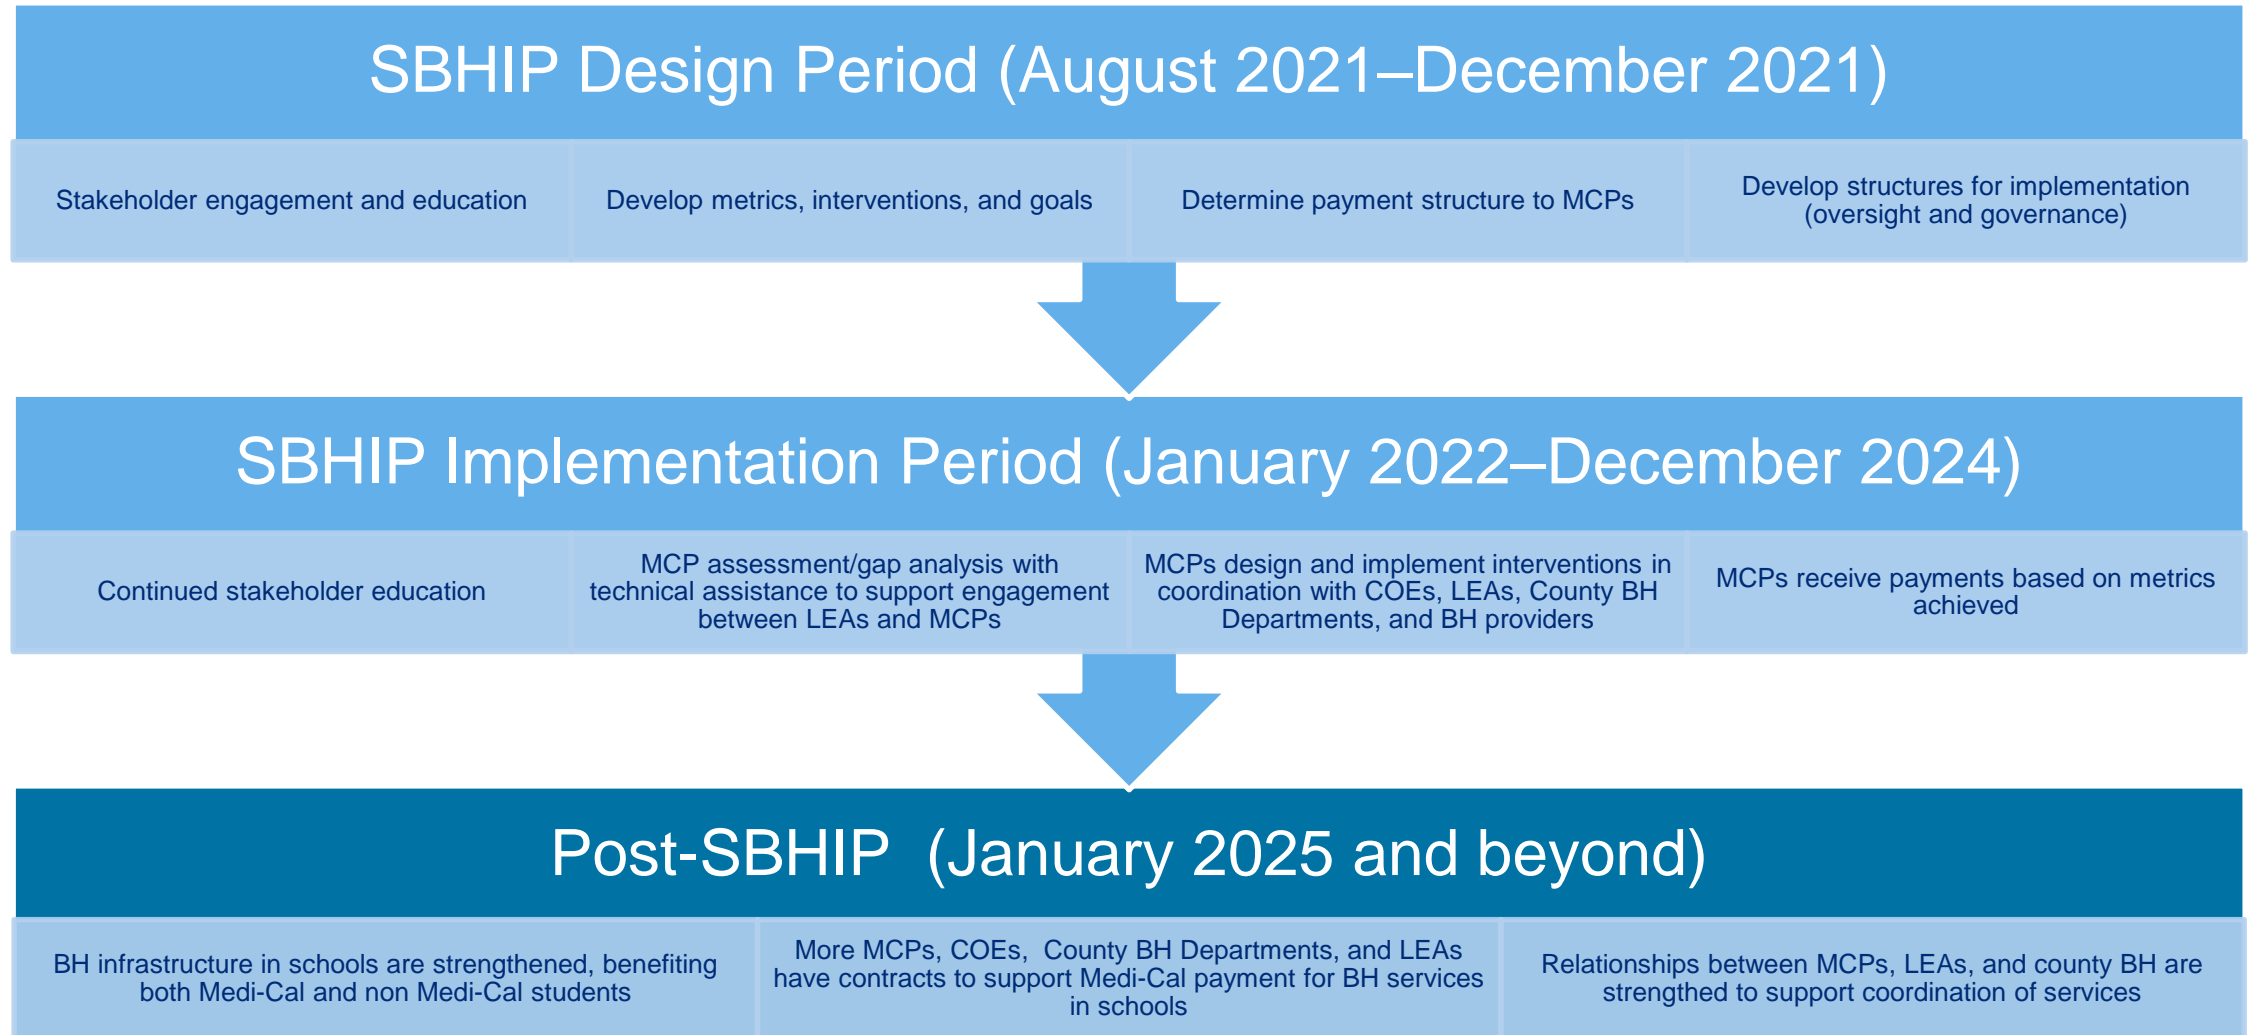 SBHIP Design Period (August 2021–December 2021)
Stakeholder engagement and education
Develop metrics, interventions, and goals
Determine payment structure to MCPs
Develop structures for implementation
(oversight and governance)
SBHIP Implementation Period (January 2022–December 2024)
Continued stakeholder education
MCP assessment/gap analysis with
technical assistance to support engagement
between LEAs and MCPs
MCPs design and implement interventions in
coordination with COEs, LEAs, County BH
Departments, and BH providers
MCPs receive payments based on metrics
achieved
Post-SBHIP  (January 2025 and beyond)
BH infrastructure in schools are strengthened, benefiting
both Medi-Cal and non Medi-Cal students
More MCPs, COEs,  County BH Departments, and LEAs
have contracts to support Medi-Cal payment for BH services
in schools
Relationships between MCPs, LEAs, and county BH are
strengthed to support coordination of services